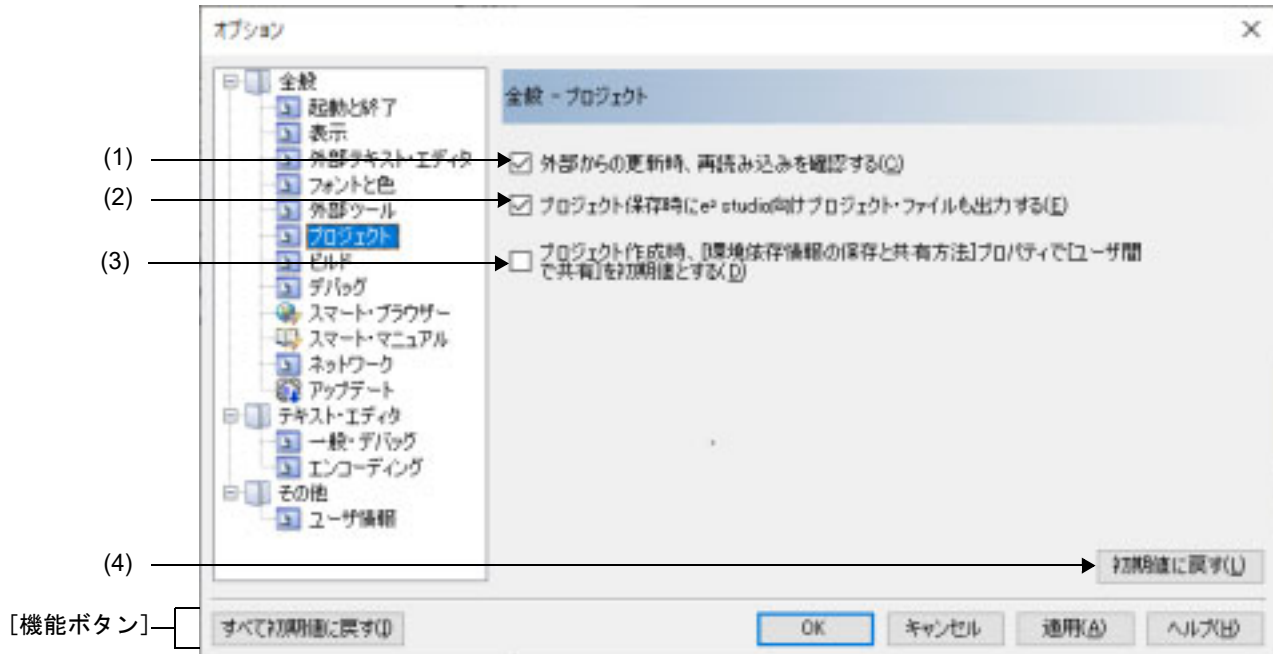 オプション
全般
起動と終了
表示
外部テキスト・エディタ
フォントと色
外部ツール
プロジェクト
ビルド
デバッグ
スマート・ブラウザー
スマート・マニュアル
ネットワーク
アップデート
テキスト・エディタ
一般・デバッグ
エンコーディング
その他
ユーザ情報
全般 - プロジェクト
(1)
外部からの更新時、再読み込みを確認する(C)
(2)
プロジェクト保存時にe² studio向けプロジェクト・ファイルも出力する(E)
(3)
プロジェクト作成時、[環境依存情報の保存と共有方法]プロパティで[ユーザ間
で共有]を初期値とする(D)
(4)
初期値に戻す(L)
[機能ボタン]
すべて初期値に戻す(I)
OK
キャンセル
適用(A)
ヘルプ(H)